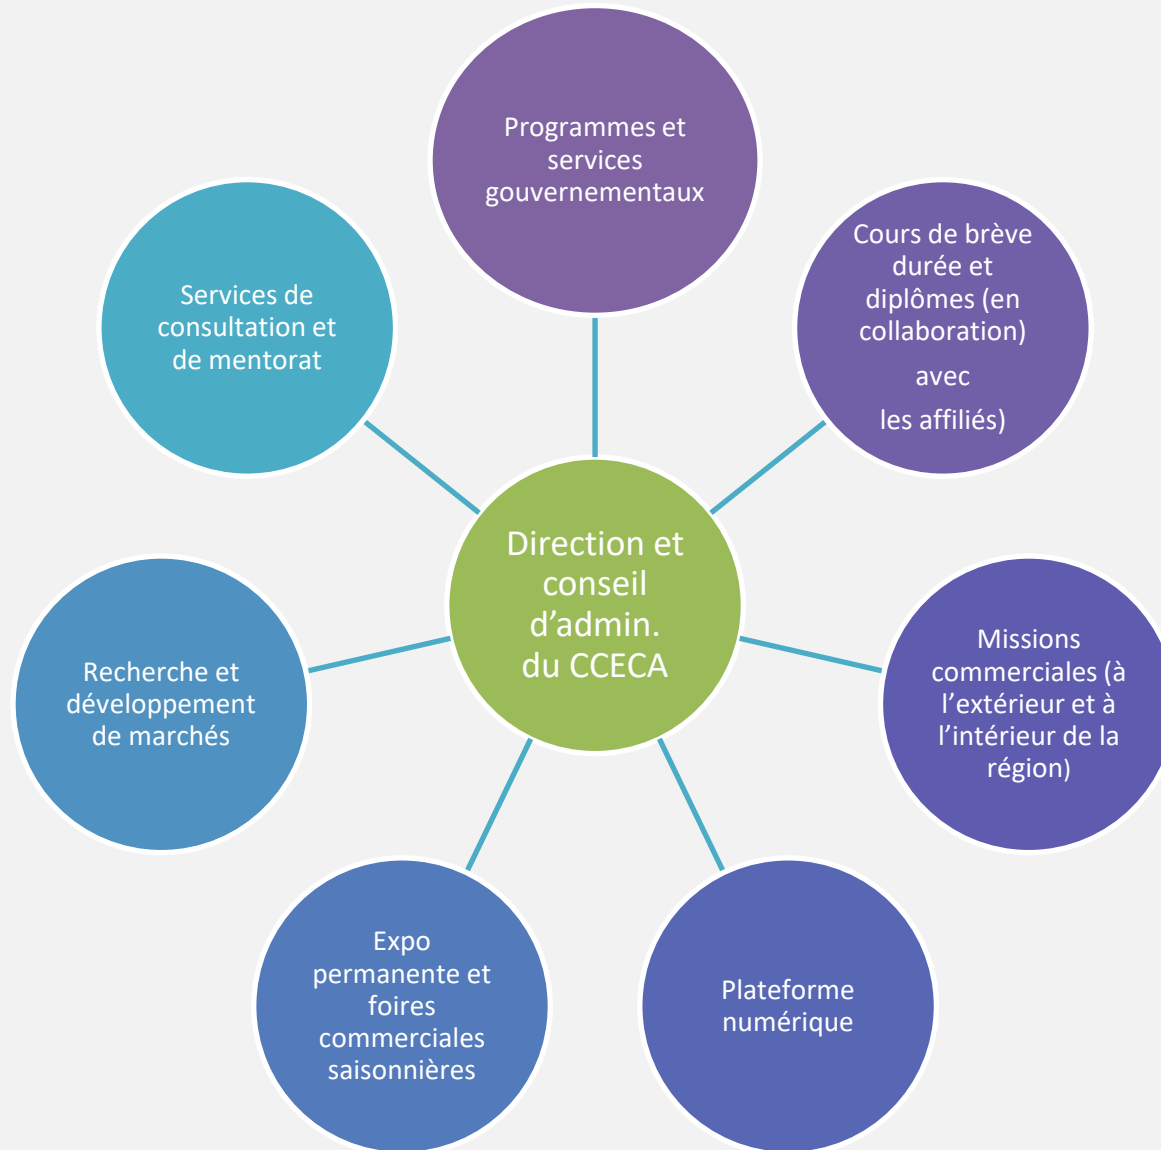 Programmes et
services
gouvernementaux
Cours de brève
durée et
diplômes (en
collaboration)
avec
les affiliés)
Missions
commerciales (à
l’extérieur et à
l’intérieur de la
région)
Plateforme
numérique
Expo
permanente et
foires
commerciales
saisonnières
Recherche et
développement
de marchés
Services de
consultation et
de mentorat
Direction et
conseil
d’admin.
du CCECA